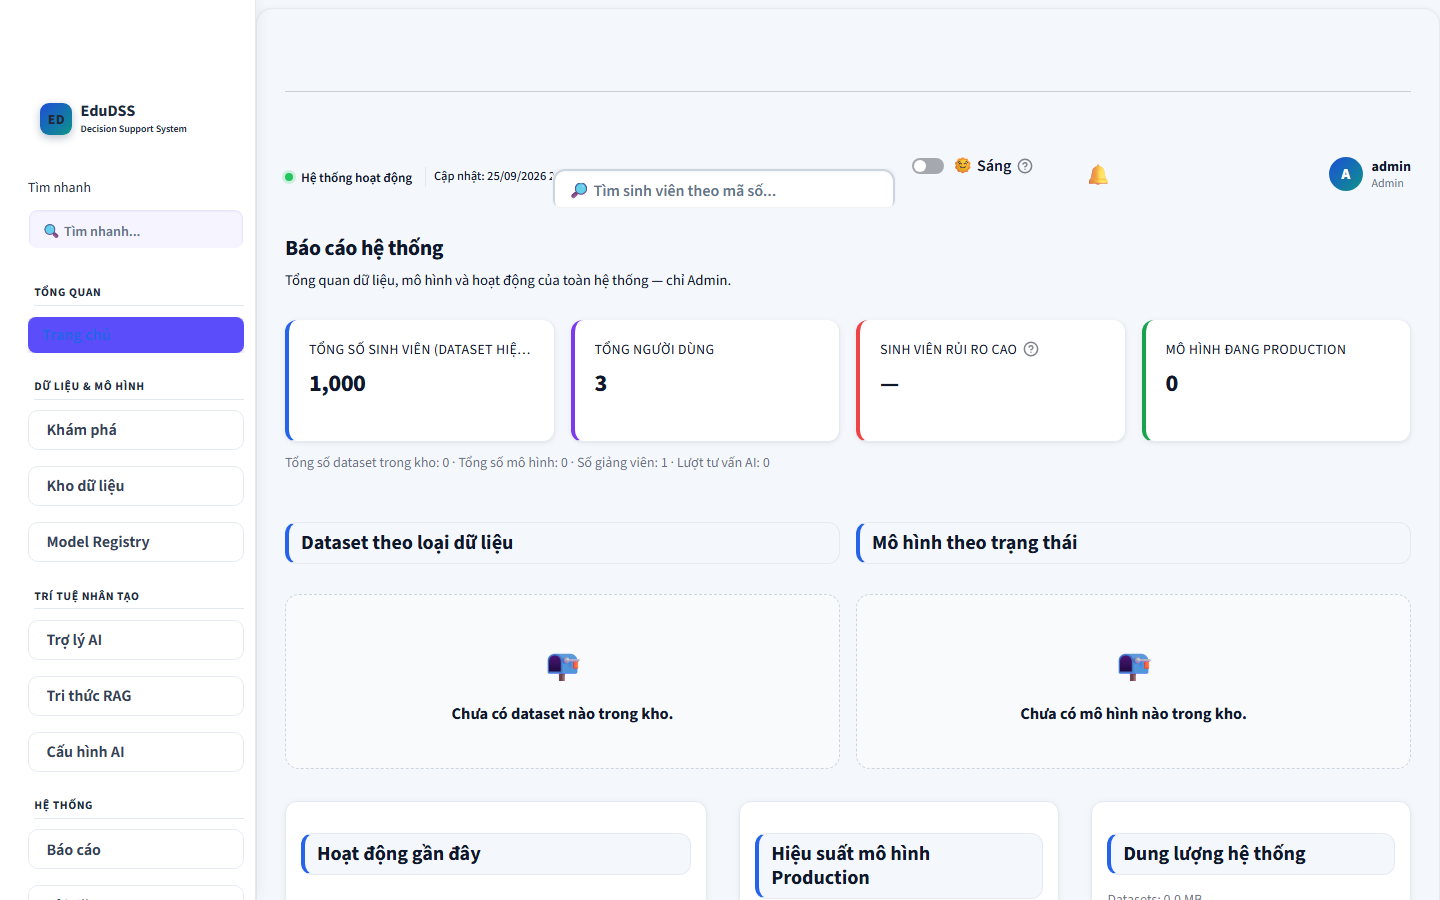 ED
EduDSS
Decision Support System
Tìm nhanh
Tìm nhanh...
TỔNG QUAN
Trang chủ
DỮ LIỆU & MÔ HÌNH
Khám phá
Kho dữ liệu
Model Registry
TRÍ TUỆ NHÂN TẠO
Trợ lý AI
Tri thức RAG
Cấu hình AI
HỆ THỐNG
Báo cáo
Hệ thống hoạt động
Cập nhật: 25/09/2026
Tìm sinh viên theo mã số...
Sáng
A
admin
Admin
Báo cáo hệ thống
Tổng quan dữ liệu, mô hình và hoạt động của toàn hệ thống — chỉ Admin.
TỔNG SỐ SINH VIÊN (DATASET HIỆ...
1,000
TỔNG NGƯỜI DÙNG
3
SINH VIÊN RỦI RO CAO
—
MÔ HÌNH ĐANG PRODUCTION
0
Tổng số dataset trong kho: 0 · Tổng số mô hình: 0 · Số giảng viên: 1 · Lượt tư vấn AI: 0
Dataset theo loại dữ liệu
Mô hình theo trạng thái
Chưa có dataset nào trong kho.
Chưa có mô hình nào trong kho.
Hoạt động gần đây
Hiệu suất mô hình
Production
Dung lượng hệ thống
Datasets: 0.0 MB